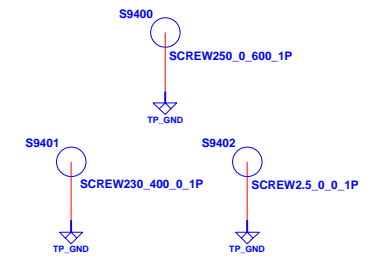 S9400
SCREW250_0_600_1P
TP_GND
S9401
SCREW230_400_0_1P
TP_GND
S9402
SCREW2.5_0_0_1P
TP_GND